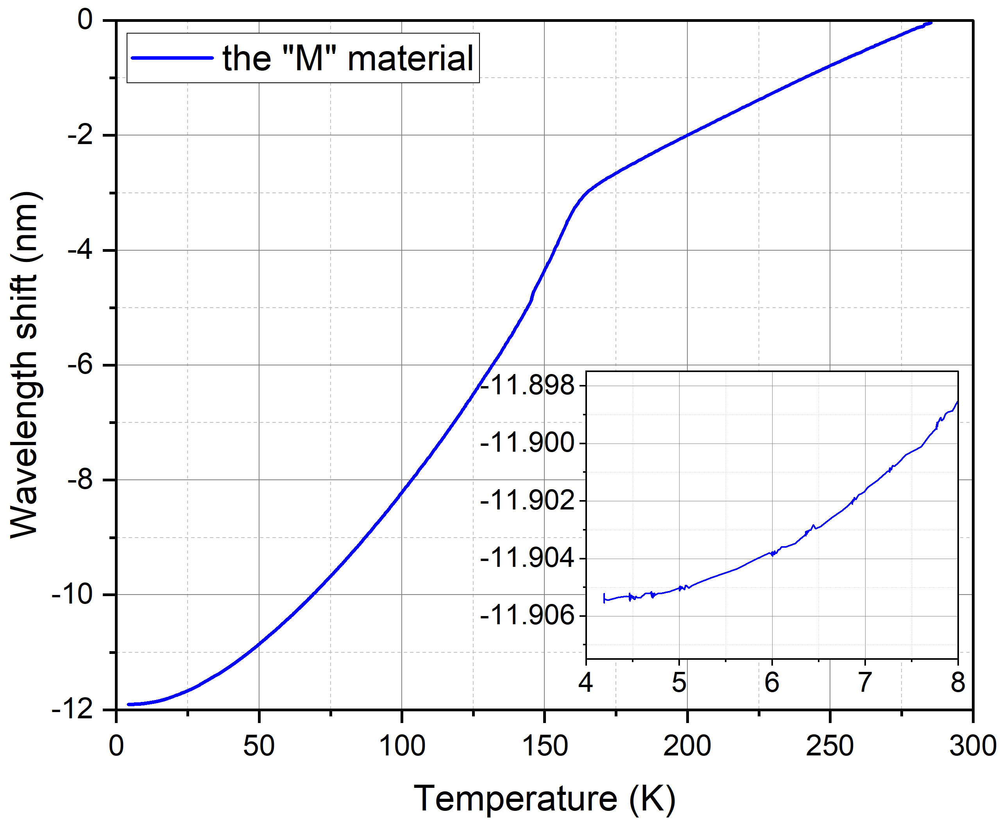 0
-2
-4
-6
-8
-10
-12
Wavelength shift (nm)
the "M" material
-11.898
-11.900
-11.902
-11.904
-11.906
4 5 6 7 8
0 50 100 150 200 250 300
Temperature (K)